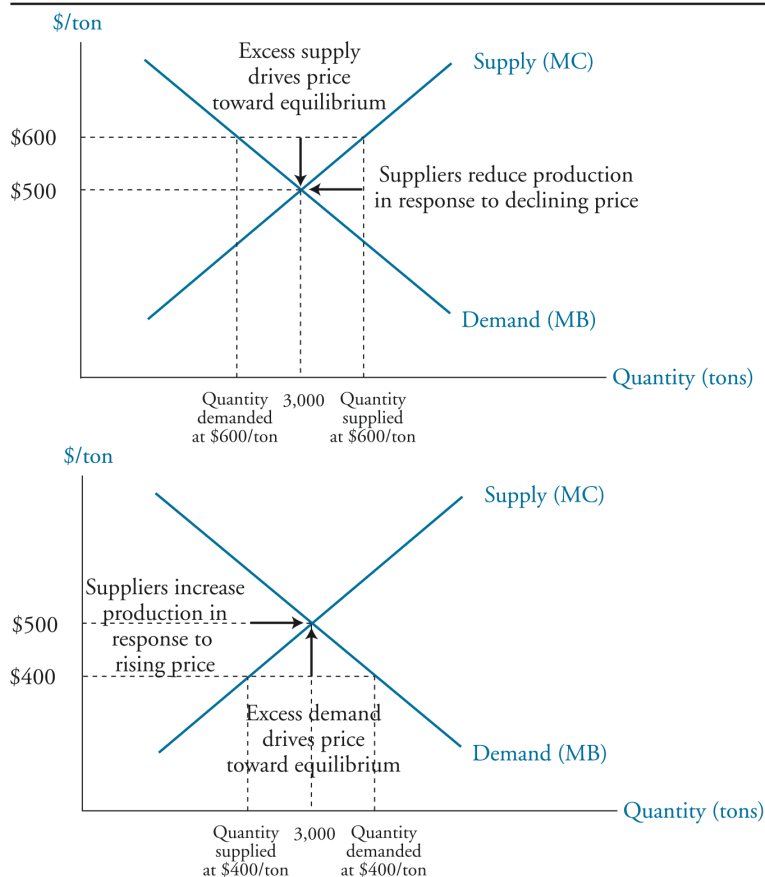 $/ton
Excess supply
drives price
toward equilibrium
Supply (MC)
$600
$500
Suppliers reduce production
in response to declining price
Demand (MB)
Quantity (tons)
Quantity
demanded
at $600/ton
3,000
Quantity
supplied
at $600/ton
$/ton
Supply (MC)
Suppliers increase
production in
response to
rising price
$500
$400
Excess demand
drives price
toward equilibrium
Demand (MB)
Quantity (tons)
Quantity
supplied
at $400/ton
3,000
Quantity
demanded
at $400/ton